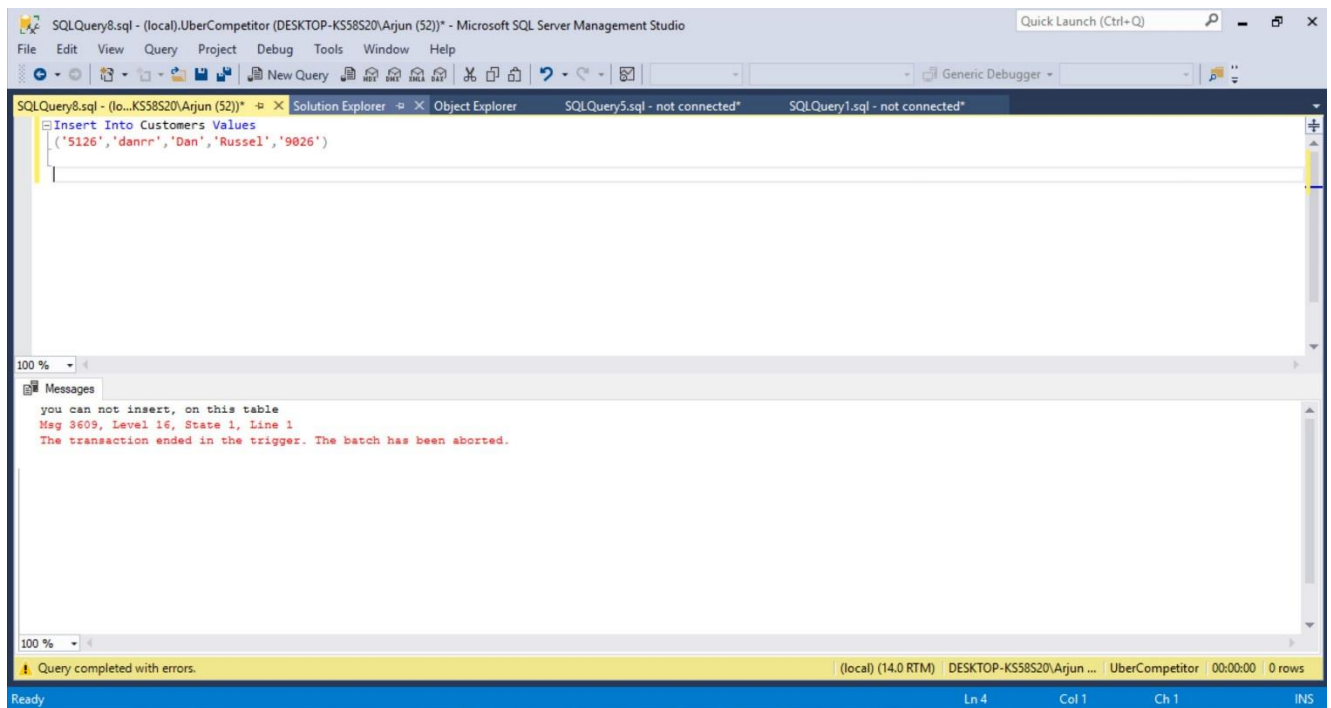 SQLQuery8.sql - (local).UberCompetitor (DESKTOP-KS58S20\Arjun (52))* - Microsoft SQL Server Management Studio
Quick Launch (Ctrl+Q)
File Edit View Query Project Debug Tools Window Help
New Query MDX DMX XMLA DAX Generic Debugger
SQLQuery8.sql - (lo...KS58S20\Arjun (52))* Solution Explorer Object Explorer SQLQuery5.sql - not connected* SQLQuery1.sql - not connected*
Insert Into Customers Values
('5126','danrr','Dan','Russel','9026')
100 %
Messages
you can not insert, on this table
Msg 3609, Level 16, State 1, Line 1
The transaction ended in the trigger. The batch has been aborted.
100 %
Query completed with errors. (local) (14.0 RTM) DESKTOP-KS58S20\Arjun ... UberCompetitor 00:00:00 0 rows
Ready Ln 4 Col 1 Ch 1 INS